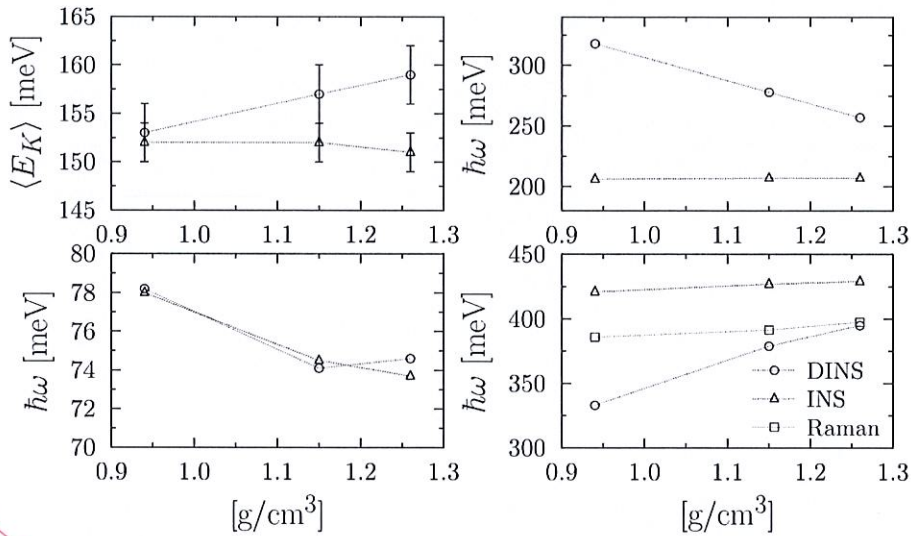 165
160
155
150
145
⟨E_K⟩ [meV]
0.9 1.0 1.1 1.2 1.3
300
250
200
ħω [meV]
0.9 1.0 1.1 1.2 1.3
80
78
76
74
72
70
ħω [meV]
0.9 1.0 1.1 1.2 1.3
[g/cm³]
450
400
350
300
ħω [meV]
DINS
INS
Raman
0.9 1.0 1.1 1.2 1.3
[g/cm³]